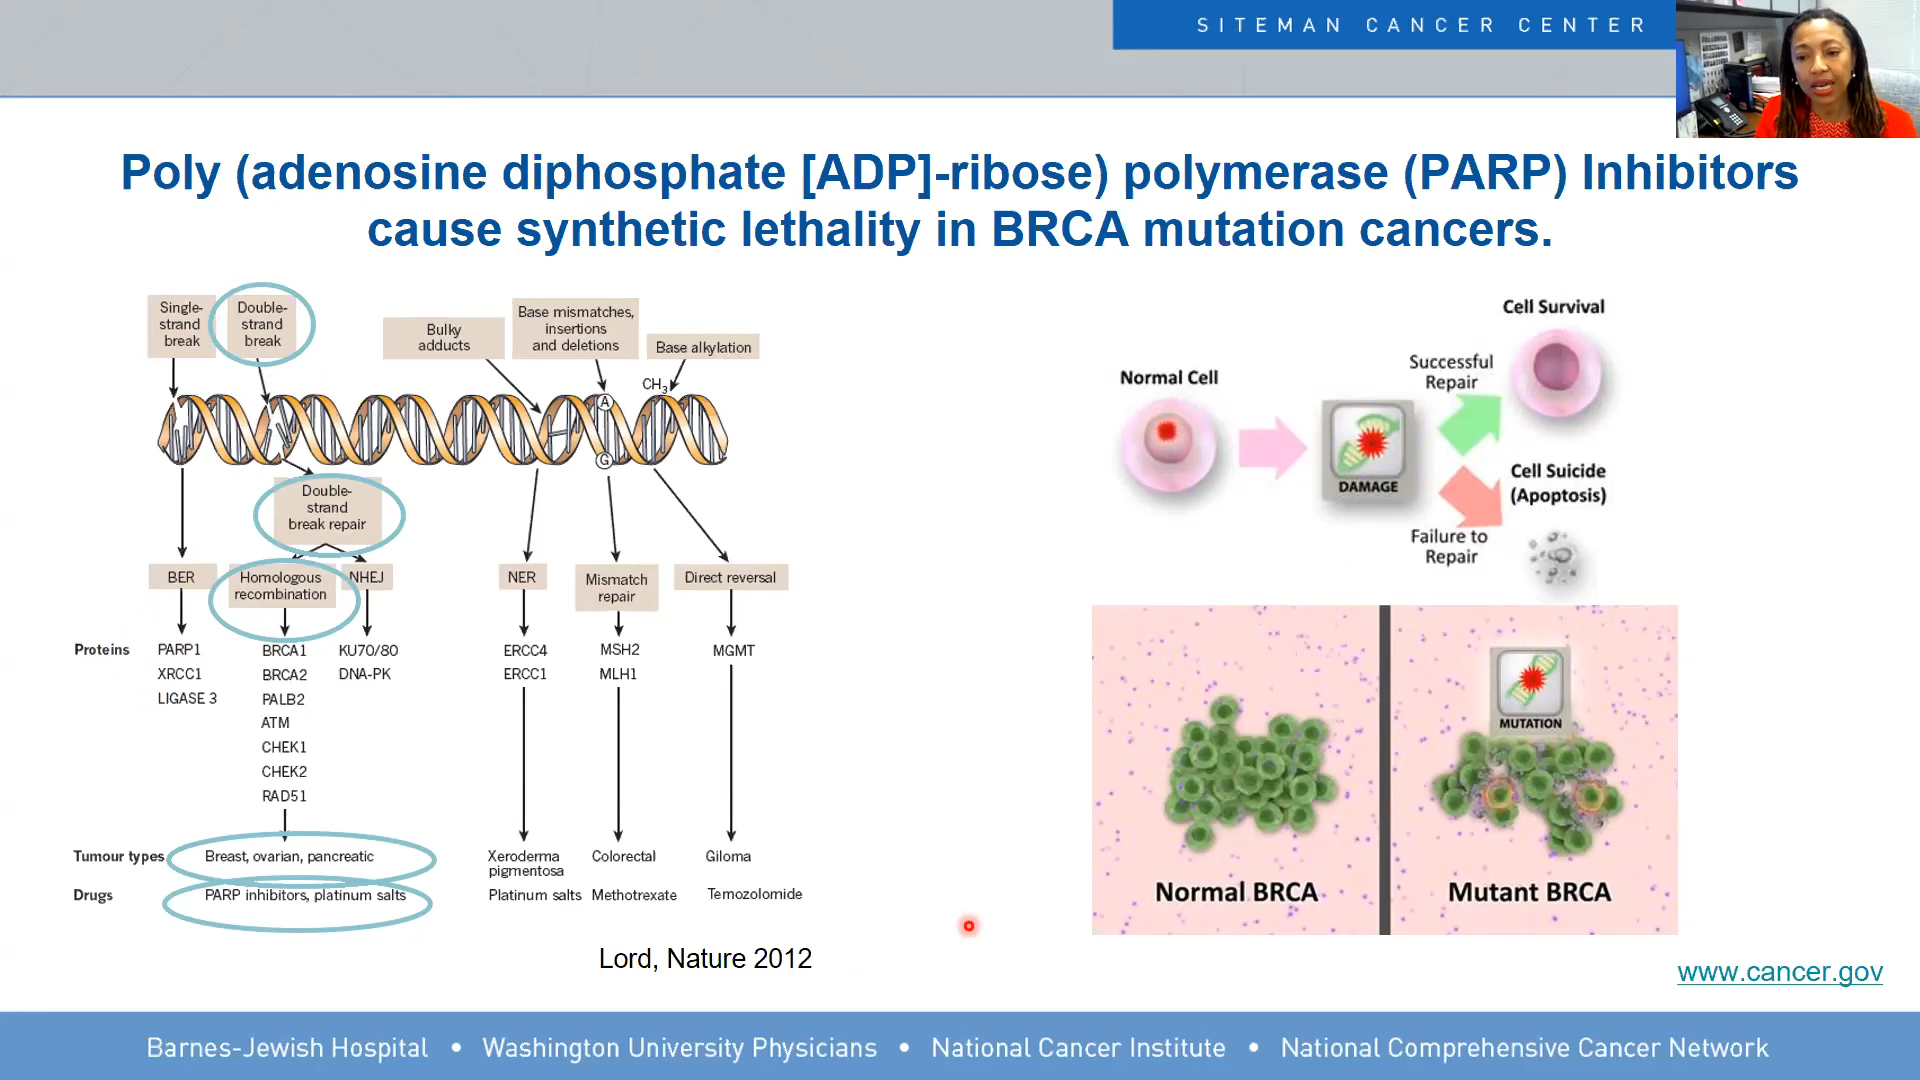 SITEMAN CANCER CENTER
Poly (adenosine diphosphate [ADP]-ribose) polymerase (PARP) Inhibitors
cause synthetic lethality in BRCA mutation cancers.
Single-
strand
break
Double-
strand
break
Bulky
adducts
Base mismatches,
insertions
and deletions
Base alkylation
CH3
A
G
Double-
strand
break repair
BER
Homologous
recombination
NHEJ
NER
Mismatch
repair
Direct reversal
Proteins
PARP1
XRCC1
LIGASE 3
BRCA1
BRCA2
PALB2
ATM
CHEK1
CHEK2
RAD51
KU70/80
DNA-PK
ERCC4
ERCC1
MSH2
MLH1
MGMT
Tumour types
Breast, ovarian, pancreatic
Xeroderma
pigmentosa
Colorectal
Giloma
Drugs
PARP inhibitors, platinum salts
Platinum salts
Methotrexate
Temozolomide
Lord, Nature 2012
Normal Cell
DAMAGE
Successful
Repair
Cell Survival
Cell Suicide
(Apoptosis)
Failure to
Repair
MUTATION
Normal BRCA
Mutant BRCA
www.cancer.gov
Barnes-Jewish Hospital • Washington University Physicians • National Cancer Institute • National Comprehensive Cancer Network